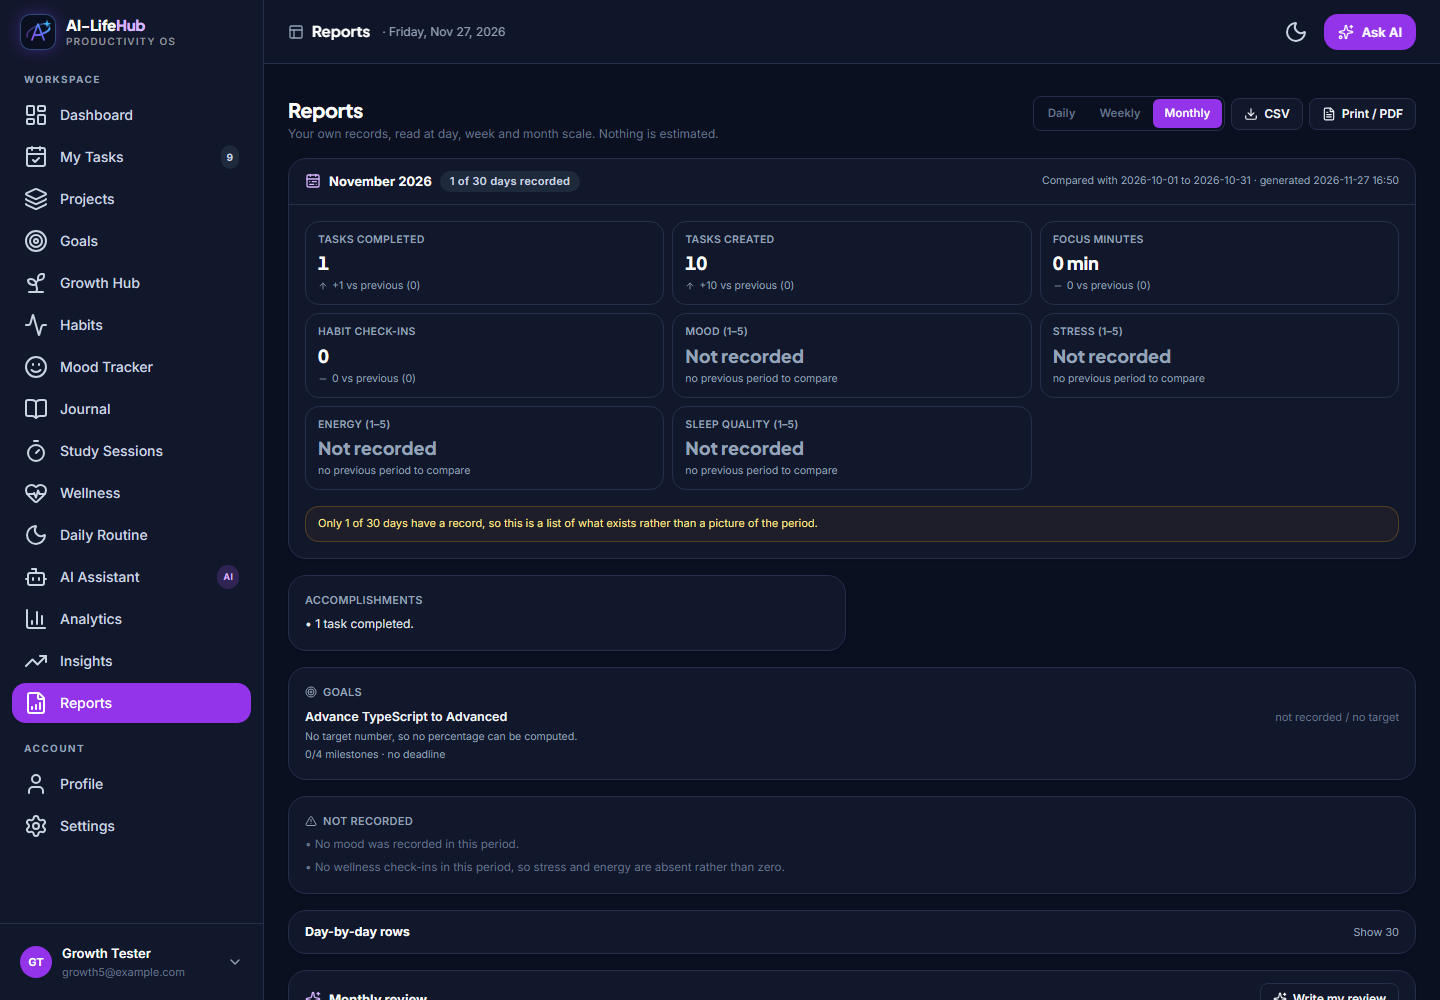 AI-LifeHub
PRODUCTIVITY OS
WORKSPACE
Dashboard
My Tasks 9
Projects
Goals
Growth Hub
Habits
Mood Tracker
Journal
Study Sessions
Wellness
Daily Routine
AI Assistant AI
Analytics
Insights
Reports
ACCOUNT
Profile
Settings
GT
Growth Tester
growth5@example.com
Reports · Friday, Nov 27, 2026
Ask AI
Reports
Your own records, read at day, week and month scale. Nothing is estimated.
Daily Weekly Monthly CSV Print / PDF
November 2026 1 of 30 days recorded
Compared with 2026-10-01 to 2026-10-31 · generated 2026-11-27 16:50
TASKS COMPLETED
1
↑ +1 vs previous (0)
TASKS CREATED
10
↑ +10 vs previous (0)
FOCUS MINUTES
0 min
– 0 vs previous (0)
HABIT CHECK-INS
0
– 0 vs previous (0)
MOOD (1–5)
Not recorded
no previous period to compare
STRESS (1–5)
Not recorded
no previous period to compare
ENERGY (1–5)
Not recorded
no previous period to compare
SLEEP QUALITY (1–5)
Not recorded
no previous period to compare
Only 1 of 30 days have a record, so this is a list of what exists rather than a picture of the period.
ACCOMPLISHMENTS
• 1 task completed.
GOALS
Advance TypeScript to Advanced
not recorded / no target
No target number, so no percentage can be computed.
0/4 milestones · no deadline
NOT RECORDED
• No mood was recorded in this period.
• No wellness check-ins in this period, so stress and energy are absent rather than zero.
Day-by-day rows
Show 30
Monthly review
Write my review